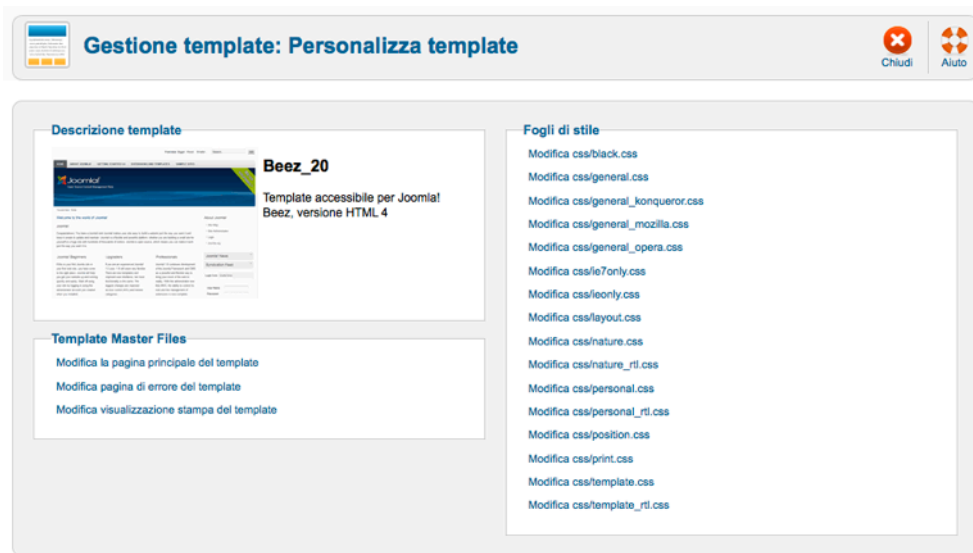 Gestione template: Personalizza template
Chiudi
Aiuto
Descrizione template
Joomla!
Beez_20
Template accessibile per Joomla!
Beez, versione HTML 4
Template Master Files
Modifica la pagina principale del template
Modifica pagina di errore del template
Modifica visualizzazione stampa del template
Fogli di stile
Modifica css/black.css
Modifica css/general.css
Modifica css/general_konqueror.css
Modifica css/general_mozilla.css
Modifica css/general_opera.css
Modifica css/ie7only.css
Modifica css/ieonly.css
Modifica css/layout.css
Modifica css/nature.css
Modifica css/nature_rtl.css
Modifica css/personal.css
Modifica css/personal_rtl.css
Modifica css/position.css
Modifica css/print.css
Modifica css/template.css
Modifica css/template_rtl.css